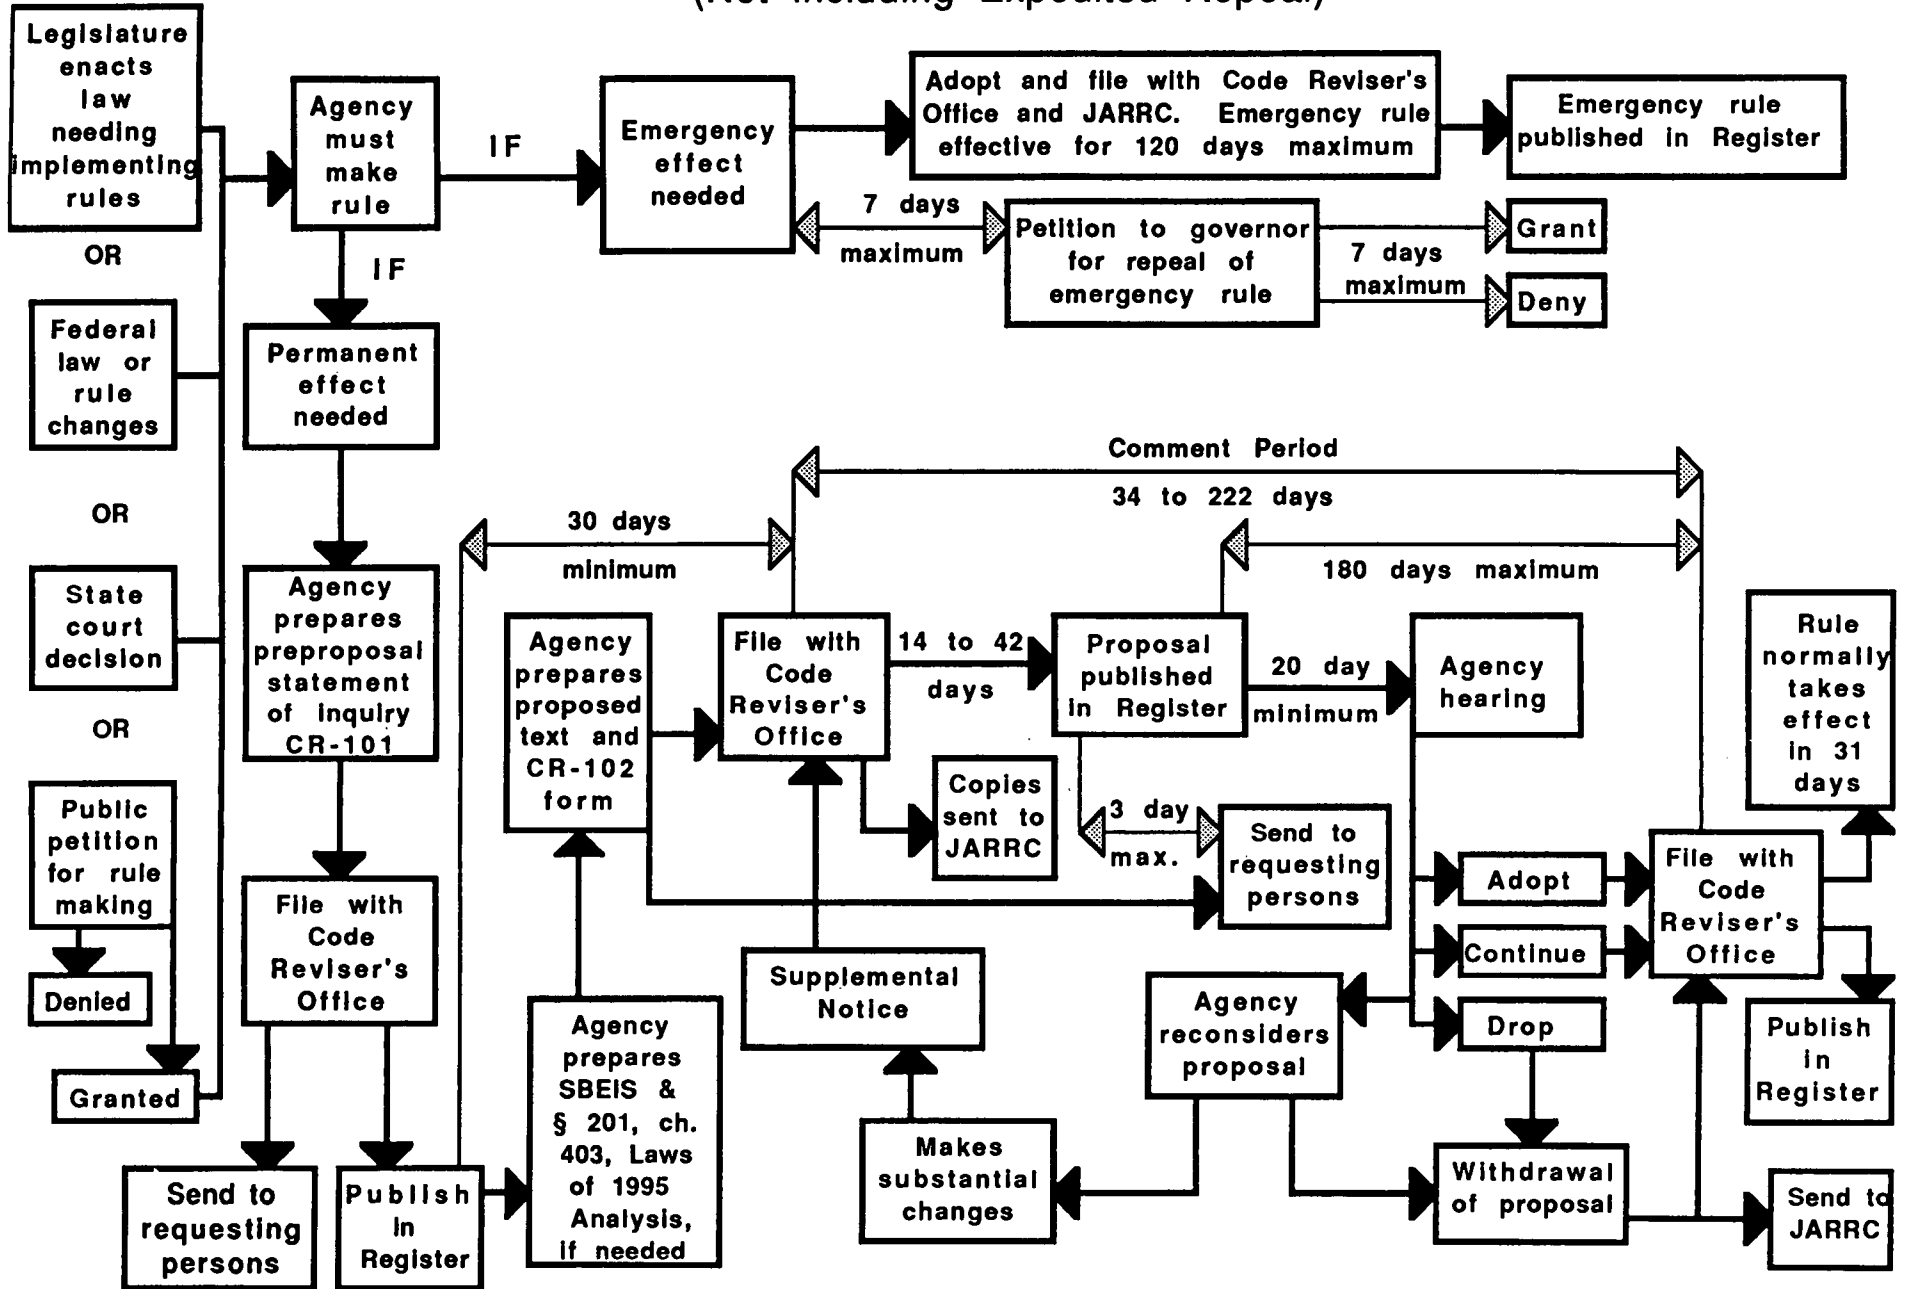 (Not Including Expedited Repeal)
Legislature
enacts
law
needing
implementing
rules
OR
Federal
law or
rule
changes
OR
State
court
decision
OR
Public
petition
for rule
making
Denied
Granted
Agency
must
make
rule
IF
IF
Emergency
effect
needed
Adopt and file with Code Reviser's
Office and JARRC. Emergency rule
effective for 120 days maximum
Emergency rule
published in Register
7 days
maximum
Petition to governor
for repeal of
emergency rule
7 days
maximum
Grant
Deny
Permanent
effect
needed
Agency
prepares
preproposal
statement
of inquiry
CR-101
File with
Code
Reviser's
Office
Send to
requesting
persons
Publish
in
Register
30 days
minimum
Agency
prepares
SBEIS &
§ 201, ch.
403, Laws
of 1995
Analysis,
if needed
Agency
prepares
proposed
text and
CR-102
form
File with
Code
Reviser's
Office
Comment Period
34 to 222 days
180 days maximum
14 to 42
days
Copies
sent to
JARRC
Proposal
published
in Register
20 day
minimum
3 day
max.
Send to
requesting
persons
Agency
hearing
Adopt
Continue
Drop
File with
Code
Reviser's
Office
Rule
normally
takes
effect
in 31
days
Publish
in
Register
Supplemental
Notice
Agency
reconsiders
proposal
Makes
substantial
changes
Withdrawal
of proposal
Send to
JARRC